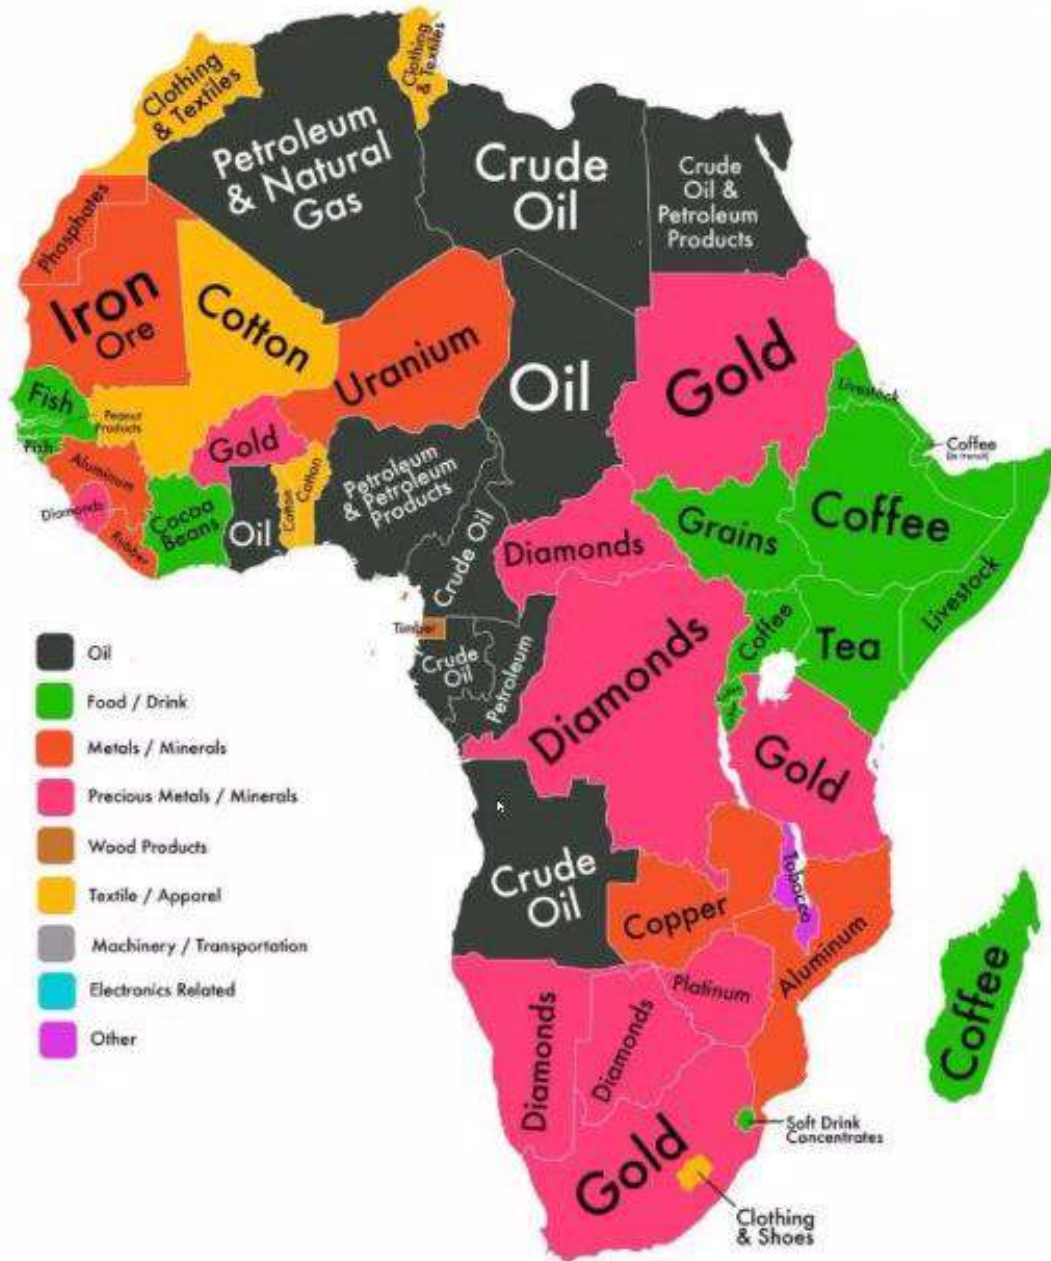 Clothing
& Textiles
Clothing
& Textiles
Petroleum
& Natural
Gas
Crude
Oil
Crude
Oil &
Petroleum
Products
Phosphates
Iron
Ore
Cotton
Uranium
Oil
Gold
Fish
Peanut
Products
Fish
Gold
Livestock
Coffee
(in transit)
Aluminum
Diamonds
Rubber
Cocoa
Beans
Oil
Cotton
Cotton
Petroleum
& Petroleum
Products
Crude Oil
Diamonds
Grains
Coffee
Livestock
Timber
Crude
Oil
Petroleum
Diamonds
Coffee
Tea
Gold
Crude
Oil
Copper
Tobacco
Aluminum
Platinum
Diamonds
Diamonds
Coffee
Gold
Soft Drink
Concentrates
Clothing
& Shoes
Oil
Food / Drink
Metals / Minerals
Precious Metals / Minerals
Wood Products
Textile / Apparel
Machinery / Transportation
Electronics Related
Other